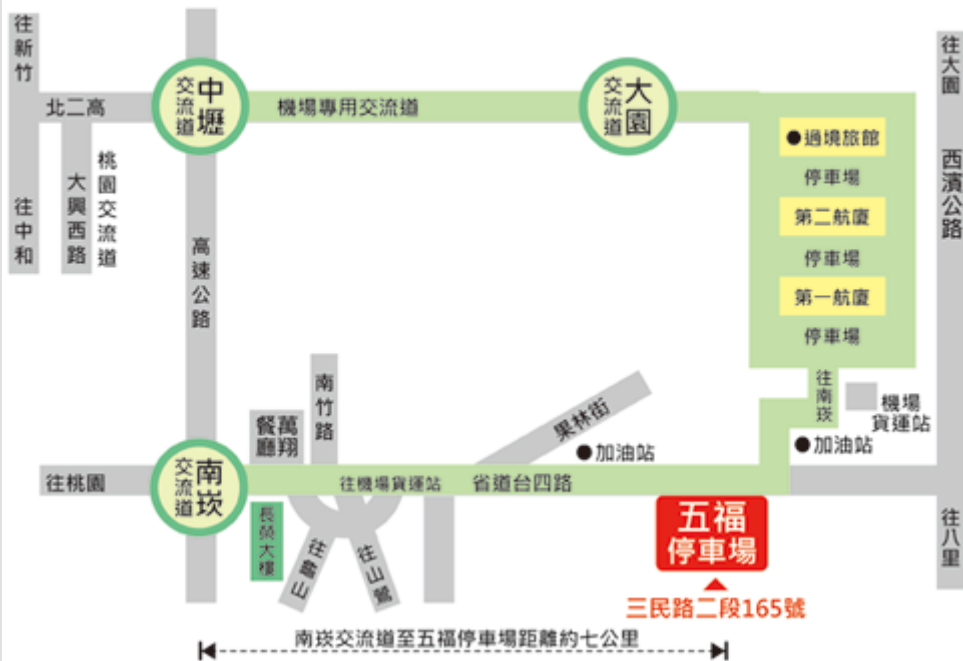 往新竹
往中和
北二高
大興西路
桃園交流道
中壢
交流道
機場專用交流道
大園
交流道
●過境旅館
停車場
第二航廈
停車場
第一航廈
停車場
往大園
西濱公路
往八里
高速公路
往南崁
機場
貨運站
●加油站
南竹路
果林街
●加油站
萬翔
餐廳
往桃園
南崁
交流道
往機場貨運站
省道台四路
長榮大樓
往龜山
往山鶯
五福
停車場
三民路二段165號
南崁交流道至五福停車場距離約七公里